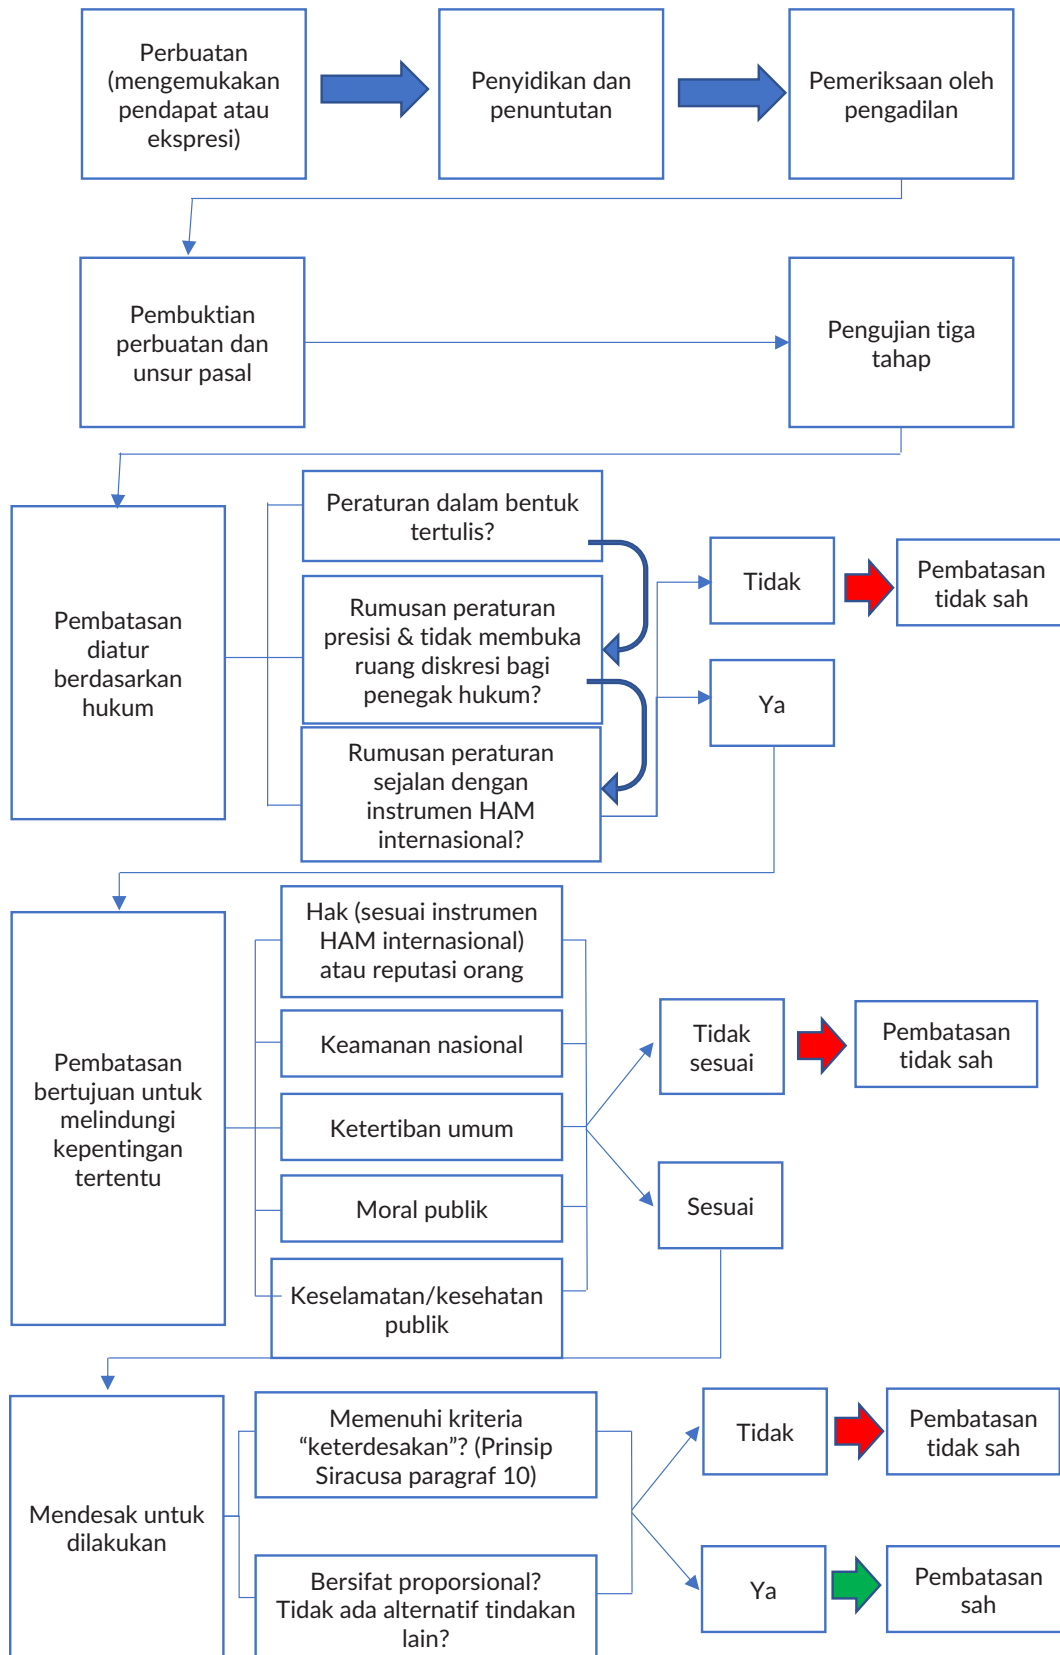 Perbuatan
(mengemukakan
pendapat atau
ekspresi)
Penyidikan dan
penuntutan
Pemeriksaan oleh
pengadilan
Pembuktian
perbuatan dan
unsur pasal
Pengujian tiga
tahap
Pembatasan
diatur
berdasarkan
hukum
Peraturan dalam bentuk
tertulis?
Rumusan peraturan
presisi & tidak membuka
ruang diskresi bagi
penegak hukum?
Rumusan peraturan
sejalan dengan
instrumen HAM
internasional?
Tidak
Pembatasan
tidak sah
Ya
Pembatasan
bertujuan untuk
melindungi
kepentingan
tertentu
Hak (sesuai instrumen
HAM internasional)
atau reputasi orang
Keamanan nasional
Ketertiban umum
Moral publik
Keselamatan/kesehatan
publik
Tidak
sesuai
Pembatasan
tidak sah
Sesuai
Mendesak untuk
dilakukan
Memenuhi kriteria
“keterdesakan”? (Prinsip
Siracusa paragraf 10)
Bersifat proporsional?
Tidak ada alternatif tindakan
lain?
Tidak
Pembatasan
tidak sah
Ya
Pembatasan
sah